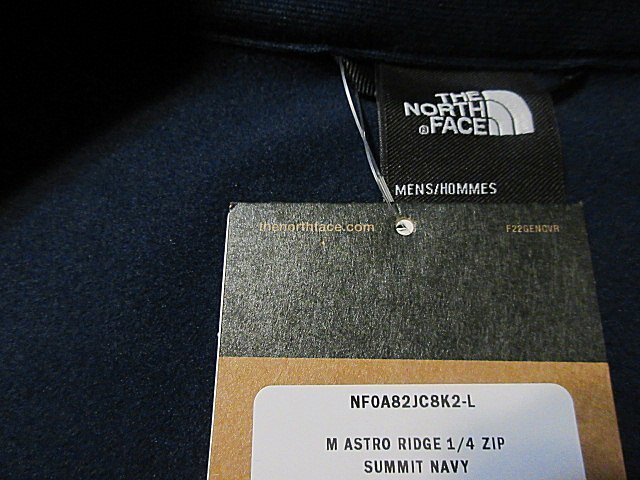 THE
NORTH
FACE
MENS/HOMMES
thenorthface.com
F22GENCVR
NF0A82JC8K2-L
M ASTRO RIDGE 1/4 ZIP
SUMMIT NAVY